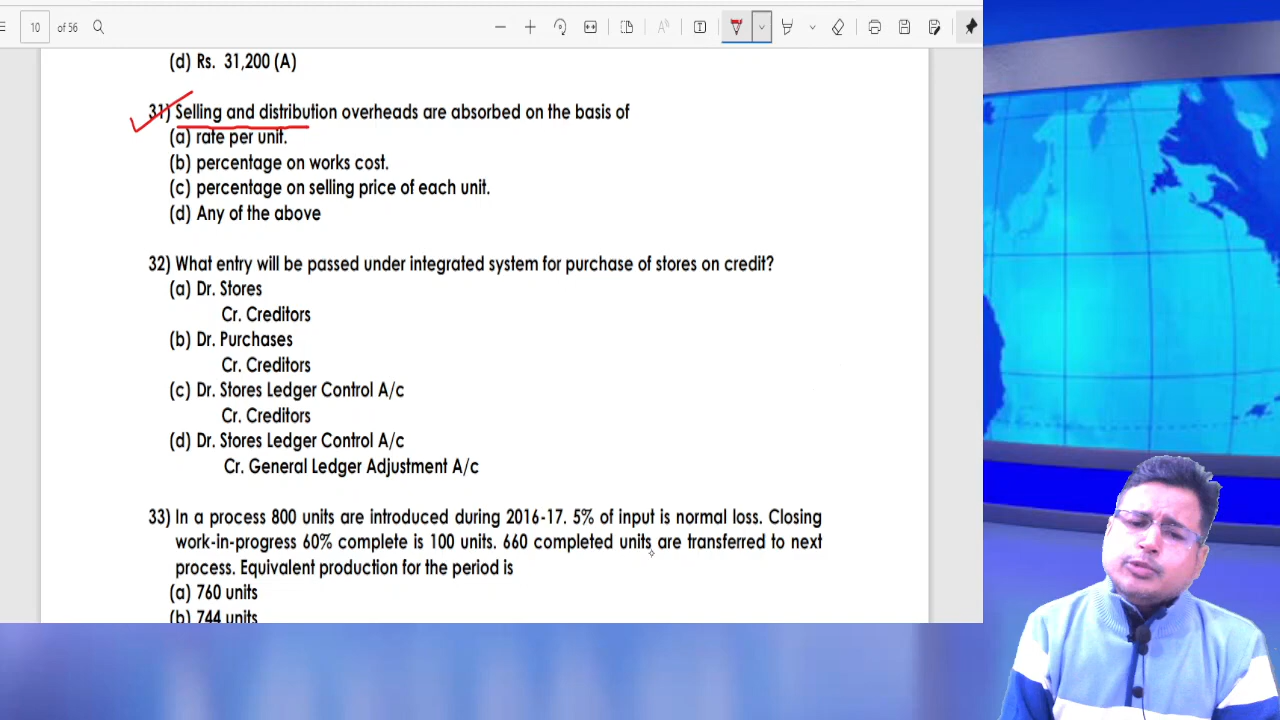 10 of 56
(d) Rs. 31,200 (A)
31) Selling and distribution overheads are absorbed on the basis of
(a) rate per unit.
(b) percentage on works cost.
(c) percentage on selling price of each unit.
(d) Any of the above
32) What entry will be passed under integrated system for purchase of stores on credit?
(a) Dr. Stores
Cr. Creditors
(b) Dr. Purchases
Cr. Creditors
(c) Dr. Stores Ledger Control A/c
Cr. Creditors
(d) Dr. Stores Ledger Control A/c
Cr. General Ledger Adjustment A/c
33) In a process 800 units are introduced during 2016-17. 5% of input is normal loss. Closing
work-in-progress 60% complete is 100 units. 660 completed units are transferred to next
process. Equivalent production for the period is
(a) 760 units
(b) 744 units